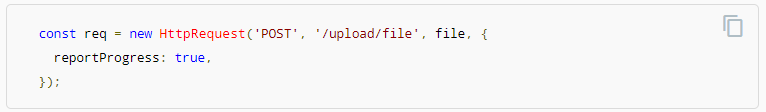 const req = new HttpRequest('POST', '/upload/file', file, {
  reportProgress: true,
});